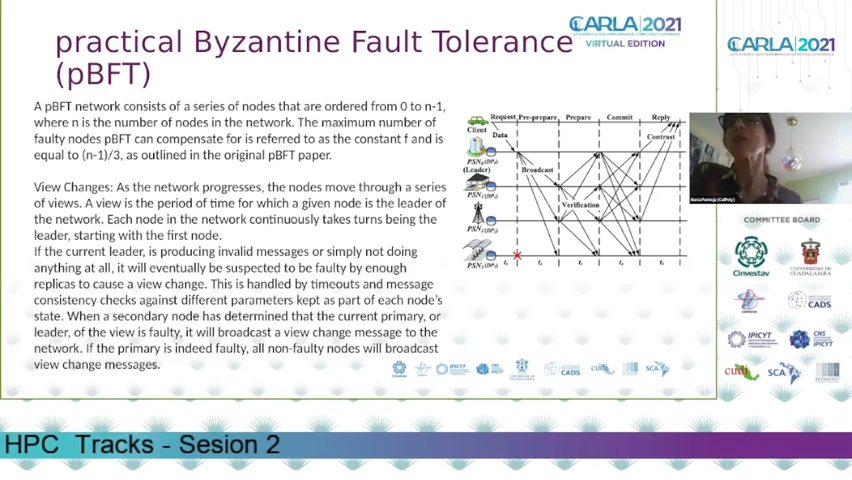 practical Byzantine Fault Tolerance
(pBFT)
CARLA|2021
VIRTUAL EDITION
CARLA|2021
A pBFT network consists of a series of nodes that are ordered from 0 to n-1,
where n is the number of nodes in the network. The maximum number of
faulty nodes pBFT can compensate for is referred to as the constant f and is
equal to (n-1)/3, as outlined in the original pBFT paper.
View Changes: As the network progresses, the nodes move through a series
of views. A view is the period of time for which a given node is the leader of
the network. Each node in the network continuously takes turns being the
leader, starting with the first node.
If the current leader, is producing invalid messages or simply not doing
anything at all, it will eventually be suspected to be faulty by enough
replicas to cause a view change. This is handled by timeouts and message
consistency checks against different parameters kept as part of each node's
state. When a secondary node has determined that the current primary, or
leader, of the view is faulty, it will broadcast a view change message to the
network. If the primary is indeed faulty, all non-faulty nodes will broadcast
view change messages.
Request Pre-prepare Prepare Commit Reply
Client
Data
Contrast
(Leader)
Broadcast
Verification
COMMITTEE BOARD
Cinvestav
UNIVERSIDAD DE
GUADALAJARA
CADS
IPICYT
CNS
IPICYT
cudi
SCA
CADS
cudi
SCA
HPC Tracks - Sesion 2